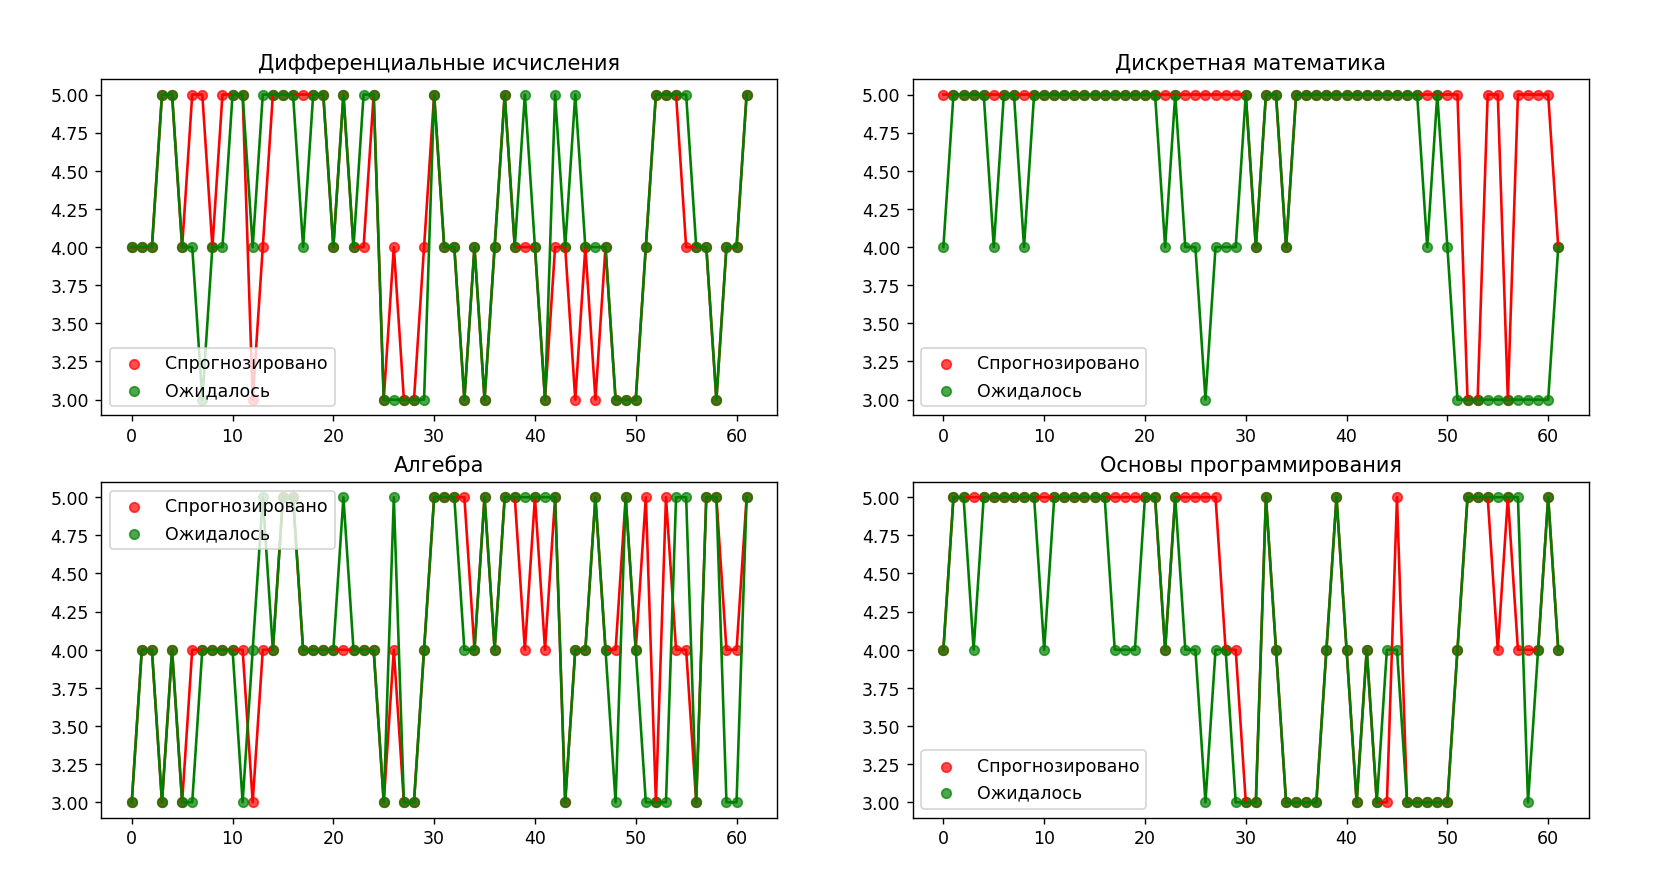 Дифференциальные исчисления
5.00
4.75
4.50
4.25
4.00
3.75
3.50
3.25
3.00
Спрогнозировано
Ожидалось
0 10 20 30 40 50 60
Дискретная математика
5.00
4.75
4.50
4.25
4.00
3.75
3.50
3.25
3.00
Спрогнозировано
Ожидалось
0 10 20 30 40 50 60
Алгебра
5.00
4.75
4.50
4.25
4.00
3.75
3.50
3.25
3.00
Спрогнозировано
Ожидалось
0 10 20 30 40 50 60
Основы программирования
5.00
4.75
4.50
4.25
4.00
3.75
3.50
3.25
3.00
Спрогнозировано
Ожидалось
0 10 20 30 40 50 60